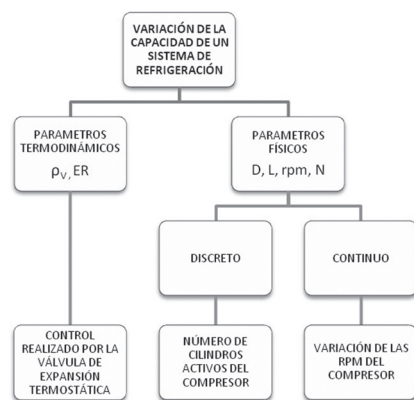 VARIACIÓN DE LA
CAPACIDAD DE UN
SISTEMA DE
REFRIGERACIÓN
PARAMETROS
TERMODINÁMICOS
ρV, ER
PARAMETROS
FÍSICOS
D, L, rpm, N
DISCRETO
CONTINUO
CONTROL
REALIZADO POR LA
VÁLVULA DE
EXPANSIÓN
TERMOSTÁTICA
NÚMERO DE
CILINDROS
ACTIVOS DEL
COMPRESOR
VARIACIÓN DE LAS
RPM DEL
COMPRESOR